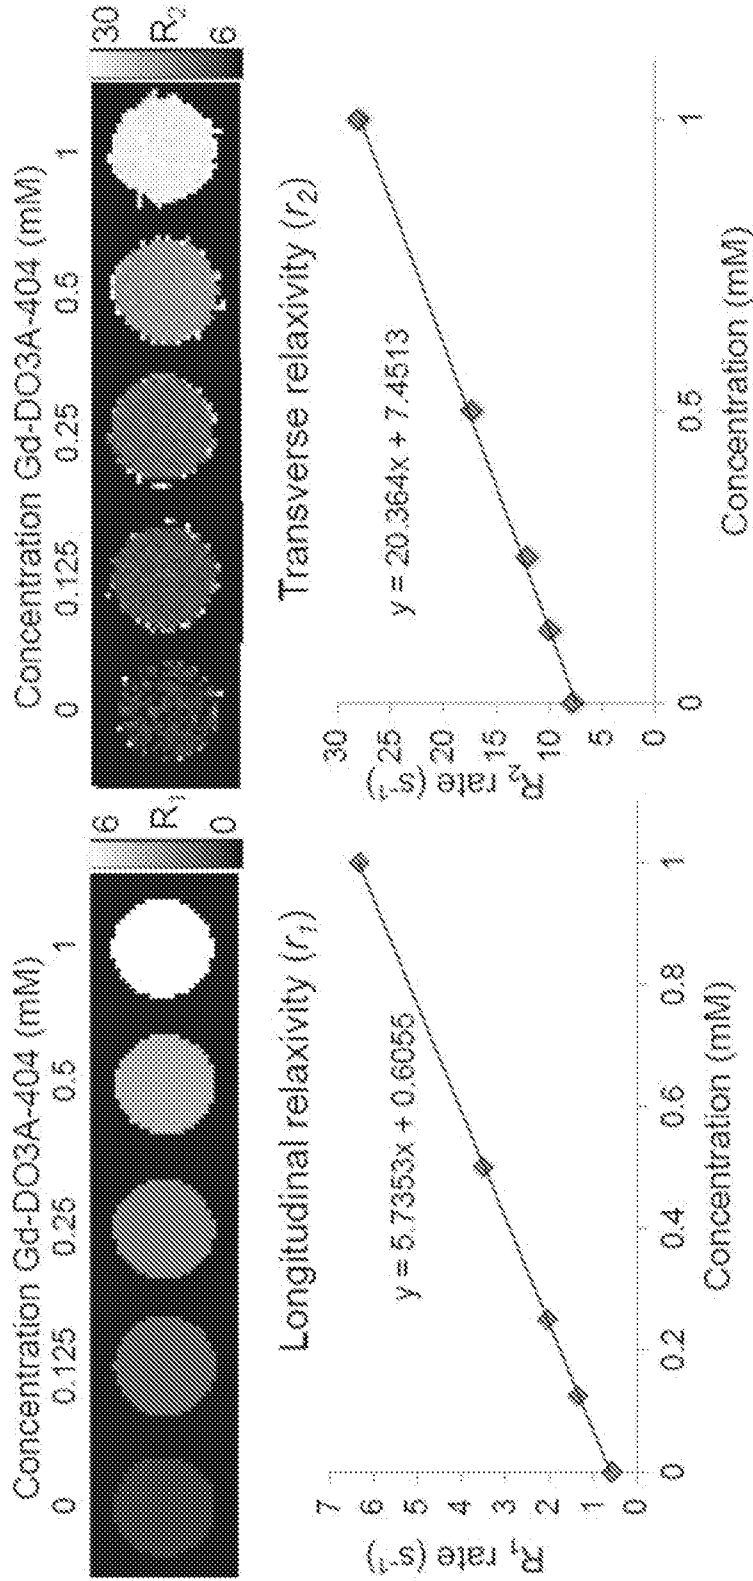 Concentration Gd-DO3A-404 (mM)
0 0.125 0.25 0.5 1
6
R₁
0
Longitudinal relaxivity (r₁)
y = 5.7353x + 0.6055
R₁ rate (s⁻¹)
7
6
5
4
3
2
1
0
0 0.2 0.4 0.6 0.8 1
Concentration (mM)
Concentration Gd-DO3A-404 (mM)
0 0.125 0.25 0.5 1
30
R₂
6
Transverse relaxivity (r₂)
y = 20.364x + 7.4513
R₂ rate (s⁻¹)
30
25
20
15
10
5
0
0 0.5 1
Concentration (mM)